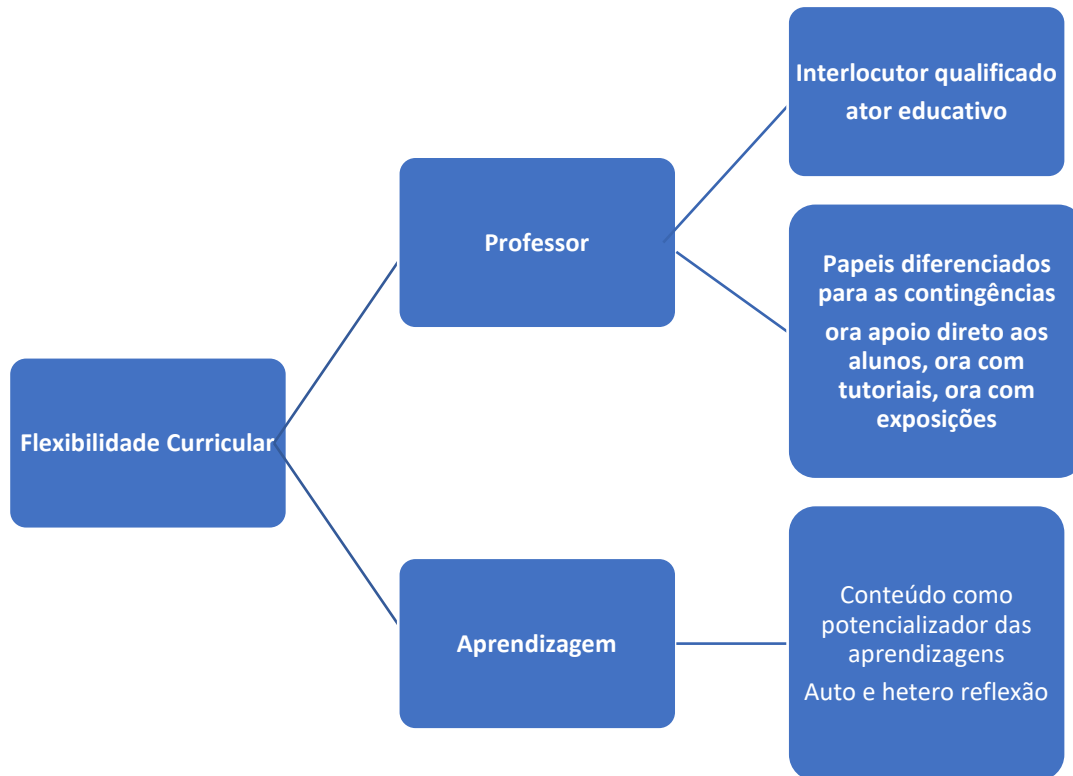 Interlocutor qualificado
ator educativo
Professor
Papeis diferenciados
para as contingências
ora apoio direto aos
alunos, ora com
tutoriais, ora com
exposições
Flexibilidade Curricular
Aprendizagem
Conteúdo como
potencializador das
aprendizagens
Auto e hetero reflexão